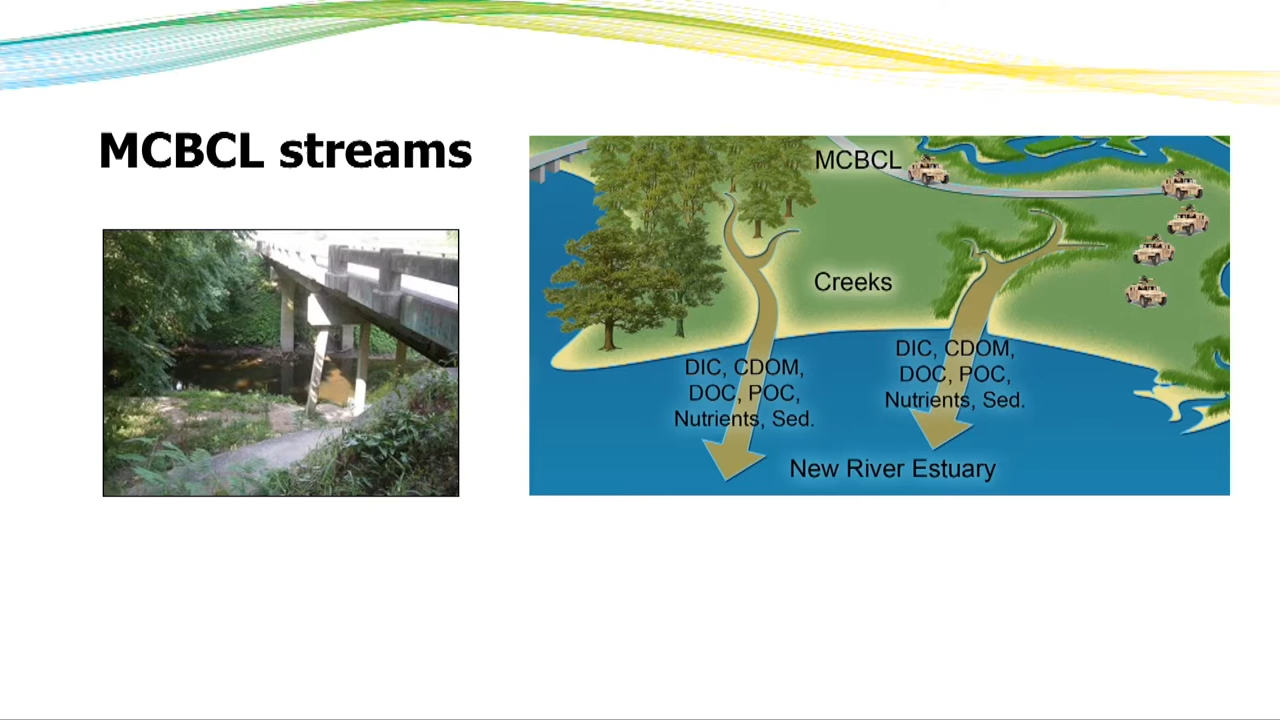 MCBCL streams
MCBCL
Creeks
DIC, CDOM,
DOC, POC,
Nutrients, Sed.
DIC, CDOM,
DOC, POC,
Nutrients, Sed.
New River Estuary